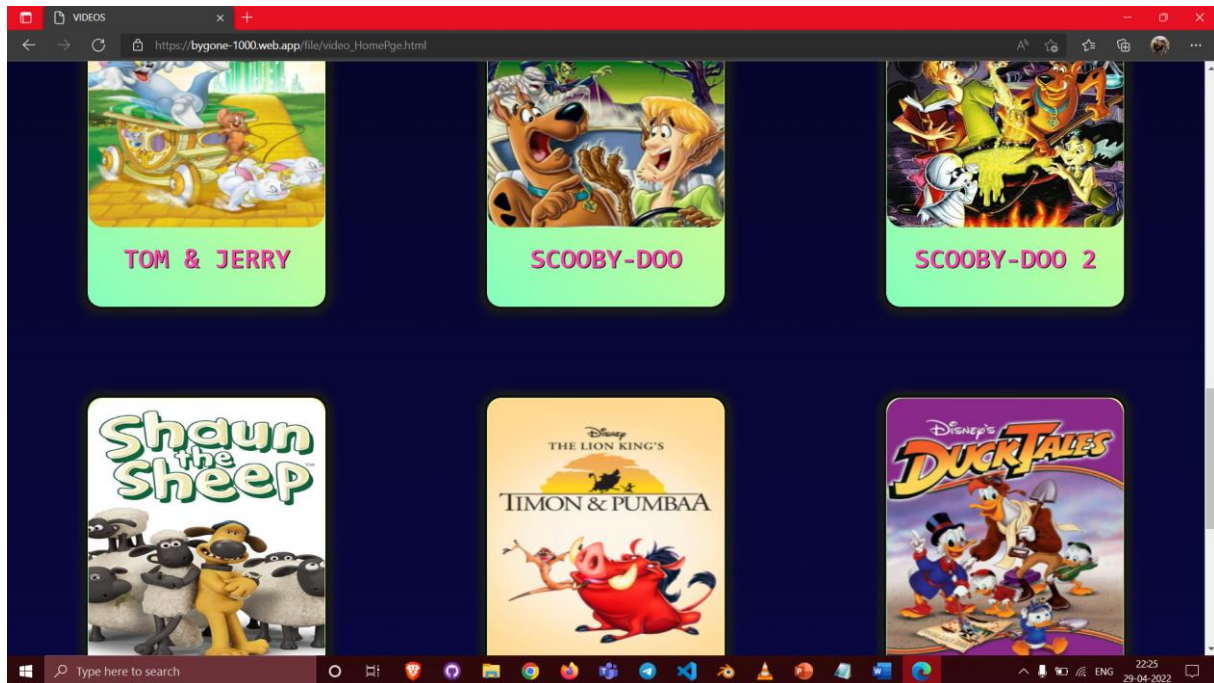 VIDEOS
https://bygone-1000.web.app/file/video_HomePge.html
TOM & JERRY
SCOOBY-DOO
SCOOBY-DOO 2
Shaun
the
Sheep
TM
Disney
THE LION KING'S
TIMON & PUMBAA
DISNEY'S
DUCKTALES
Type here to search
ENG
22:25
29-04-2022